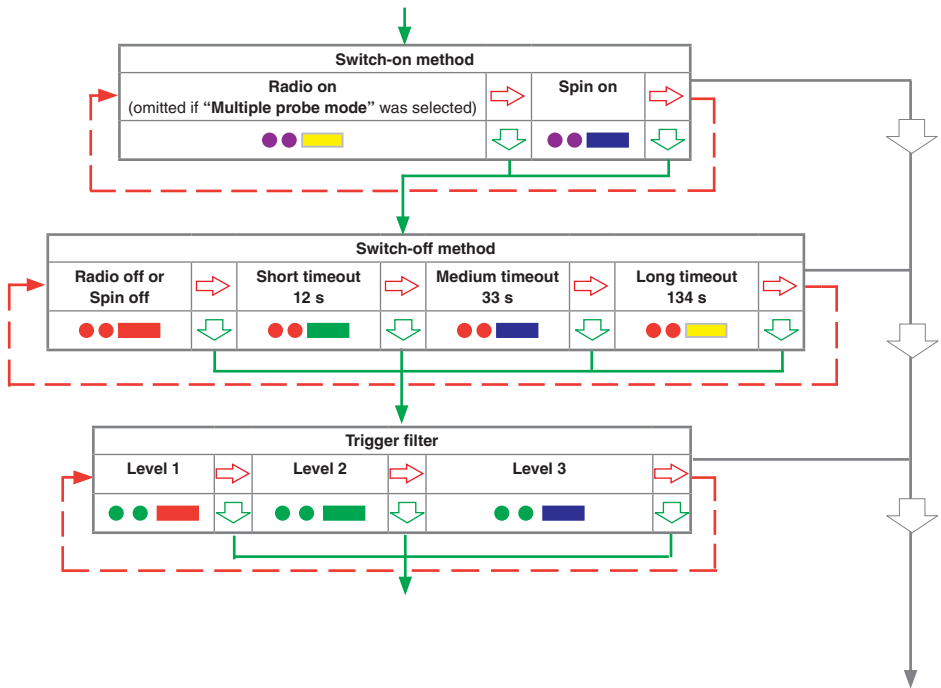 Switch-on method
Radio on
(omitted if “Multiple probe mode” was selected)
Spin on
Switch-off method
Radio off or
Spin off
Short timeout
12 s
Medium timeout
33 s
Long timeout
134 s
Trigger filter
Level 1
Level 2
Level 3